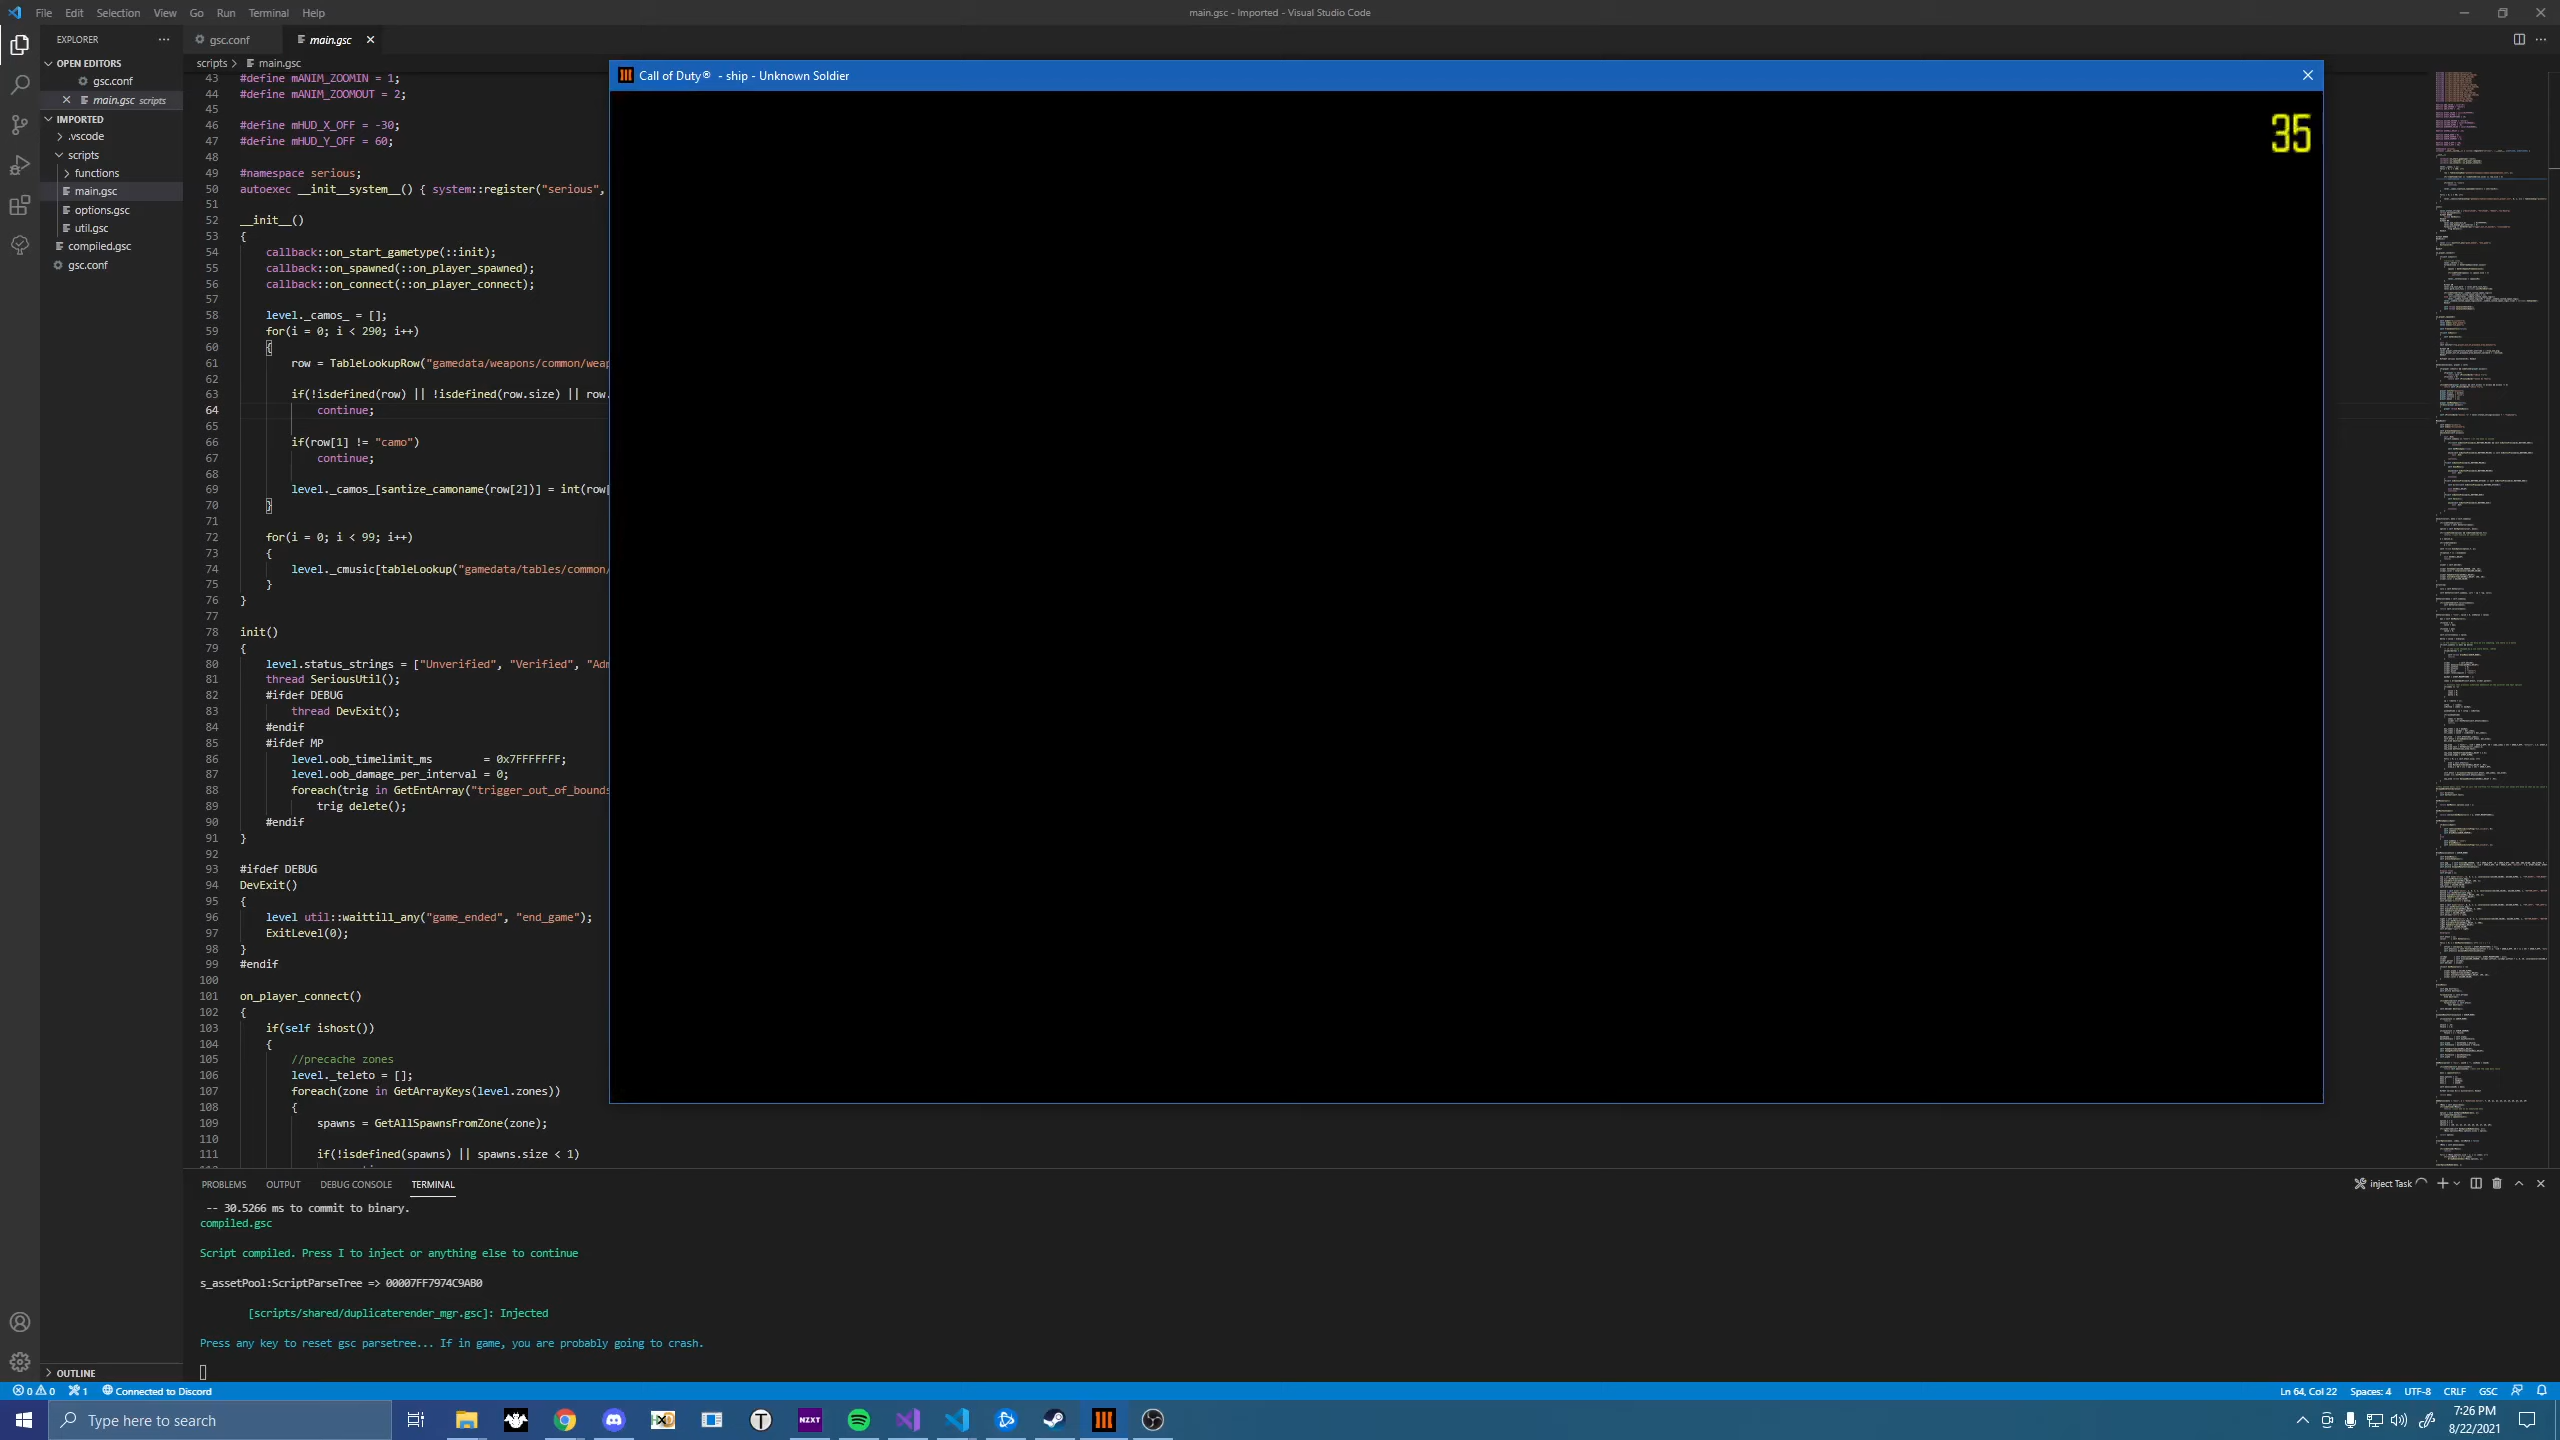 File Edit Selection View Go Run Terminal Help
main.gsc - Imported - Visual Studio Code
EXPLORER
OPEN EDITORS
gsc.conf
main.gsc scripts
IMPORTED
.vscode
scripts
functions
main.gsc
options.gsc
util.gsc
compiled.gsc
gsc.conf
OUTLINE
gsc.conf main.gsc
scripts > main.gsc
43 #define mANIM_ZOOMIN = 1;
44 #define mANIM_ZOOMOUT = 2;
45
46 #define mHUD_X_OFF = -30;
47 #define mHUD_Y_OFF = 60;
48
49 #namespace serious;
50 autoexec __init__system__() { system::register("serious",
51
52 __init__()
53 {
54 callback::on_start_gametype(::init);
55 callback::on_spawned(::on_player_spawned);
56 callback::on_connect(::on_player_connect);
57
58 level._camos_ = [];
59 for(i = 0; i < 290; i++)
60 {
61 row = TableLookupRow("gamedata/weapons/common/weap
62
63 if(!isdefined(row) || !isdefined(row.size) || row.
64 continue;
65
66 if(row[1] != "camo")
67 continue;
68
69 level._camos_[santize_camoname(row[2])] = int(row[
70 }
71
72 for(i = 0; i < 99; i++)
73 {
74 level._cmusic[tableLookup("gamedata/tables/common/
75 }
76 }
77
78 init()
79 {
80 level.status_strings = ["Unverified", "Verified", "Adm
81 thread SeriousUtil();
82 #ifdef DEBUG
83 thread DevExit();
84 #endif
85 #ifdef MP
86 level.oob_timelimit_ms = 0x7FFFFFFF;
87 level.oob_damage_per_interval = 0;
88 foreach(trig in GetEntArray("trigger_out_of_bounds
89 trig delete();
90 #endif
91 }
92
93 #ifdef DEBUG
94 DevExit()
95 {
96 level util::waittill_any("game_ended", "end_game");
97 ExitLevel(0);
98 }
99 #endif
100
101 on_player_connect()
102 {
103 if(self ishost())
104 {
105 //precache zones
106 level._teleto = [];
107 foreach(zone in GetArrayKeys(level.zones))
108 {
109 spawns = GetAllSpawnsFromZone(zone);
110
111 if(!isdefined(spawns) || spawns.size < 1)
Call of Duty® - ship - Unknown Soldier
35
PROBLEMS OUTPUT DEBUG CONSOLE TERMINAL
inject Task
-- 30.5266 ms to commit to binary.
compiled.gsc
Script compiled. Press I to inject or anything else to continue
s_assetPool:ScriptParseTree => 00007FF7974C9AB0
[scripts/shared/duplicaterender_mgr.gsc]: Injected
Press any key to reset gsc parsetree... If in game, you are probably going to crash.
0 0 1 Connected to Discord
Ln 64, Col 22 Spaces: 4 UTF-8 CRLF GSC
Type here to search
NZXT
7:26 PM
8/22/2021